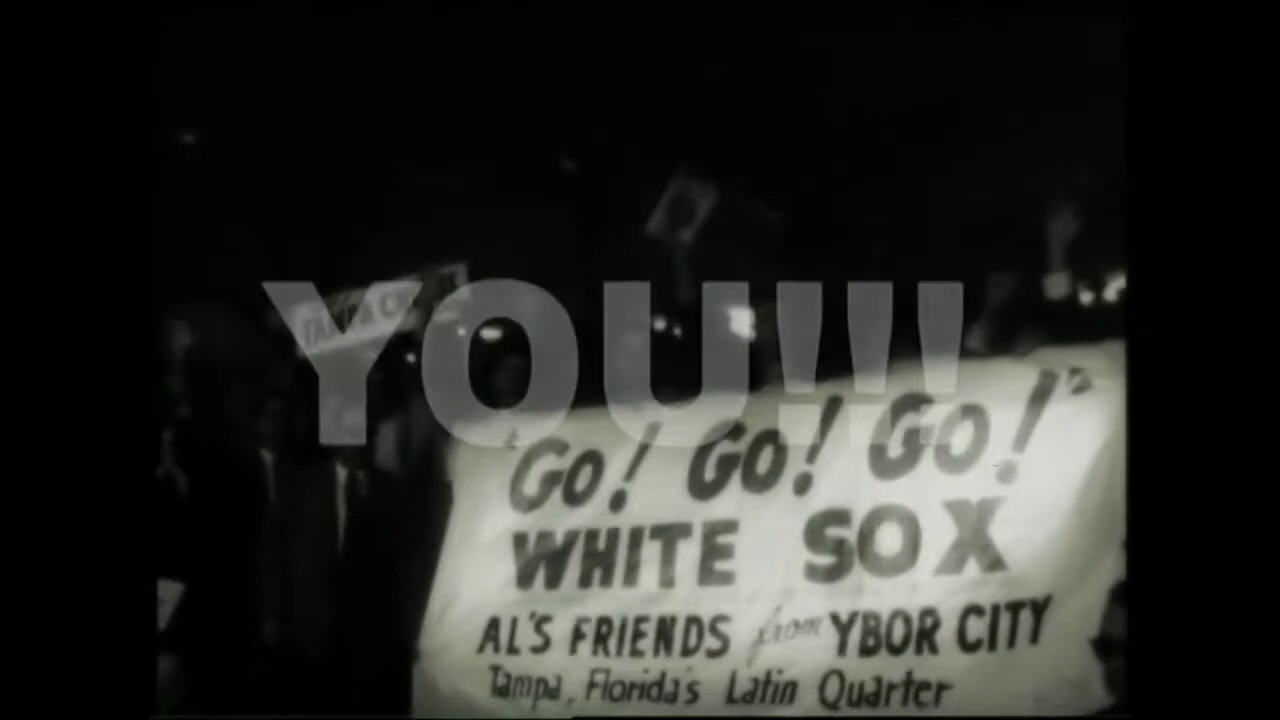 YOU!!!
"Go! Go! Go!"
WHITE SOX
AL'S FRIENDS from YBOR CITY
Tampa, Florida's Latin Quarter